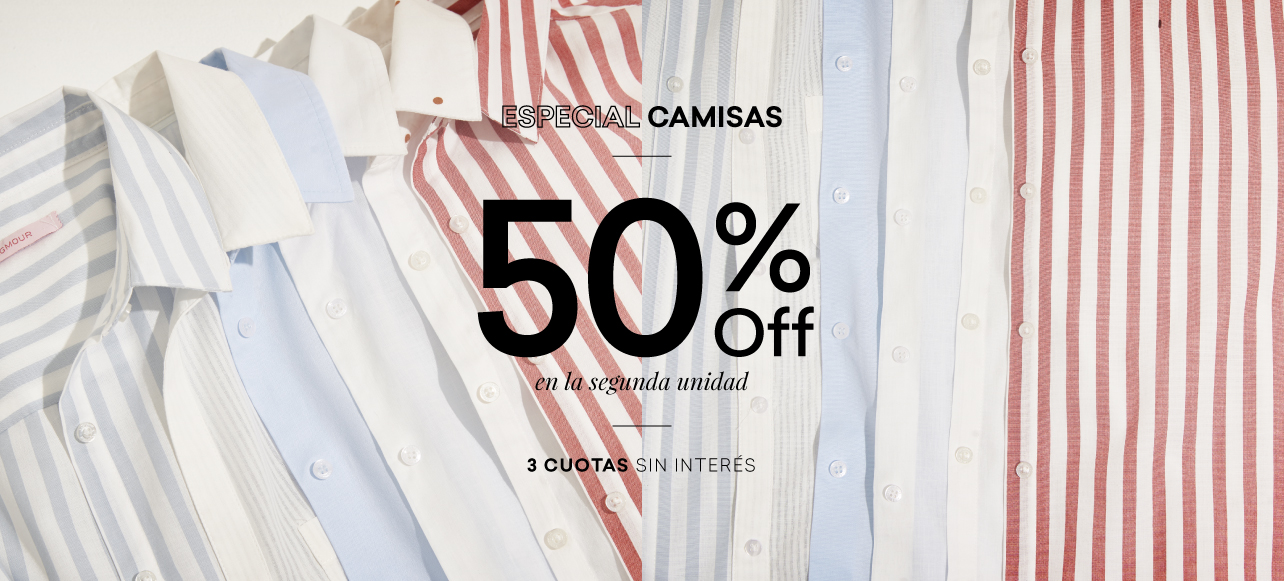 ESPECIAL CAMISAS
50%
Off
en la segunda unidad
3 CUOTAS SIN INTERÉS